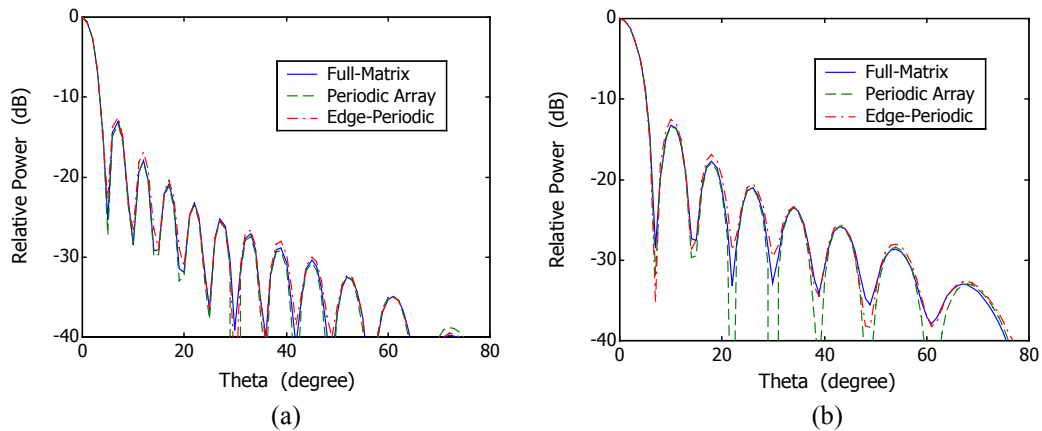 0
-10
-20
-30
-40
0
20
40
60
80
Relative Power (dB)
Theta (degree)
Full-Matrix
Periodic Array
Edge-Periodic
(a)
0
-10
-20
-30
-40
0
20
40
60
80
Relative Power (dB)
Theta (degree)
Full-Matrix
Periodic Array
Edge-Periodic
(b)